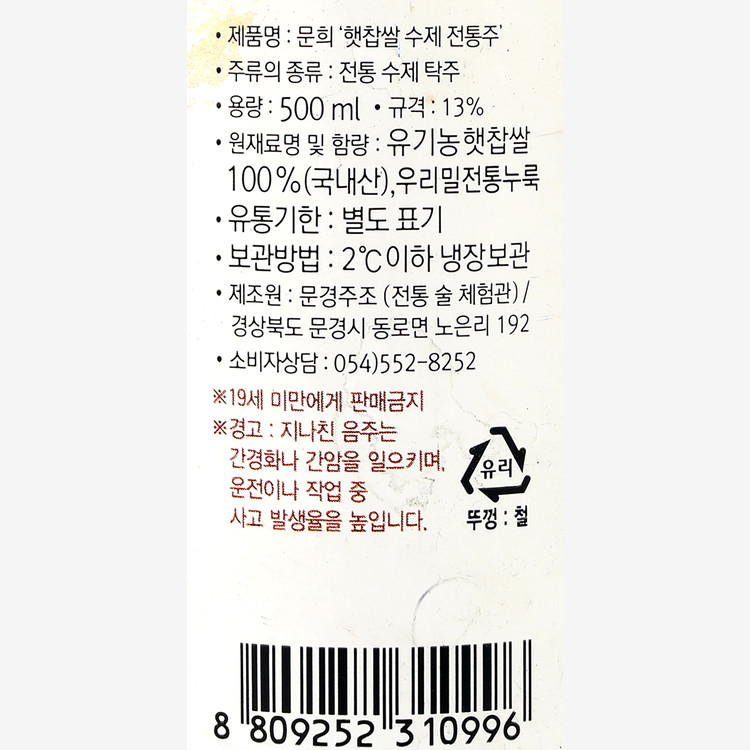 • 제품명 : 문희 ‘햇찹쌀 수제 전통주’
• 주류의 종류 : 전통 수제 탁주
• 용량 : 500 ml • 규격 : 13%
• 원재료명 및 함량 : 유기농햇찹쌀
100%(국내산),우리밀전통누룩
• 유통기한 : 별도 표기
• 보관방법 : 2℃이하 냉장보관
• 제조원 : 문경주조 (전통 술 체험관) /
경상북도 문경시 동로면 노은리 192
• 소비자상담 : 054)552-8252
※19세 미만에게 판매금지
※경고 : 지나친 음주는
간경화나 간암을 일으키며,
운전이나 작업 중
사고 발생율을 높입니다.
유리
뚜껑 : 철
8 809252 310996